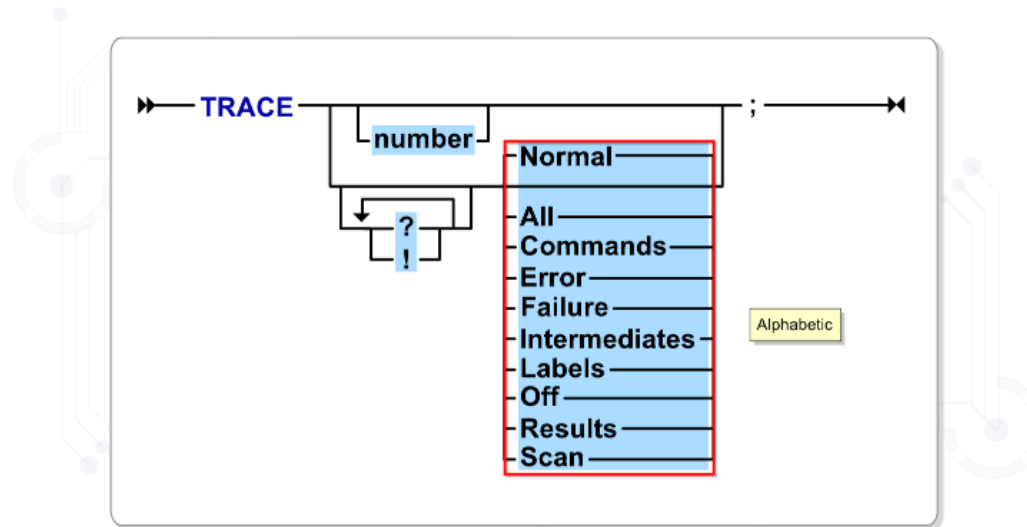 TRACE ;
number
Normal
?
!
All
Commands
Error
Failure
Intermediates
Labels
Off
Results
Scan
Alphabetic